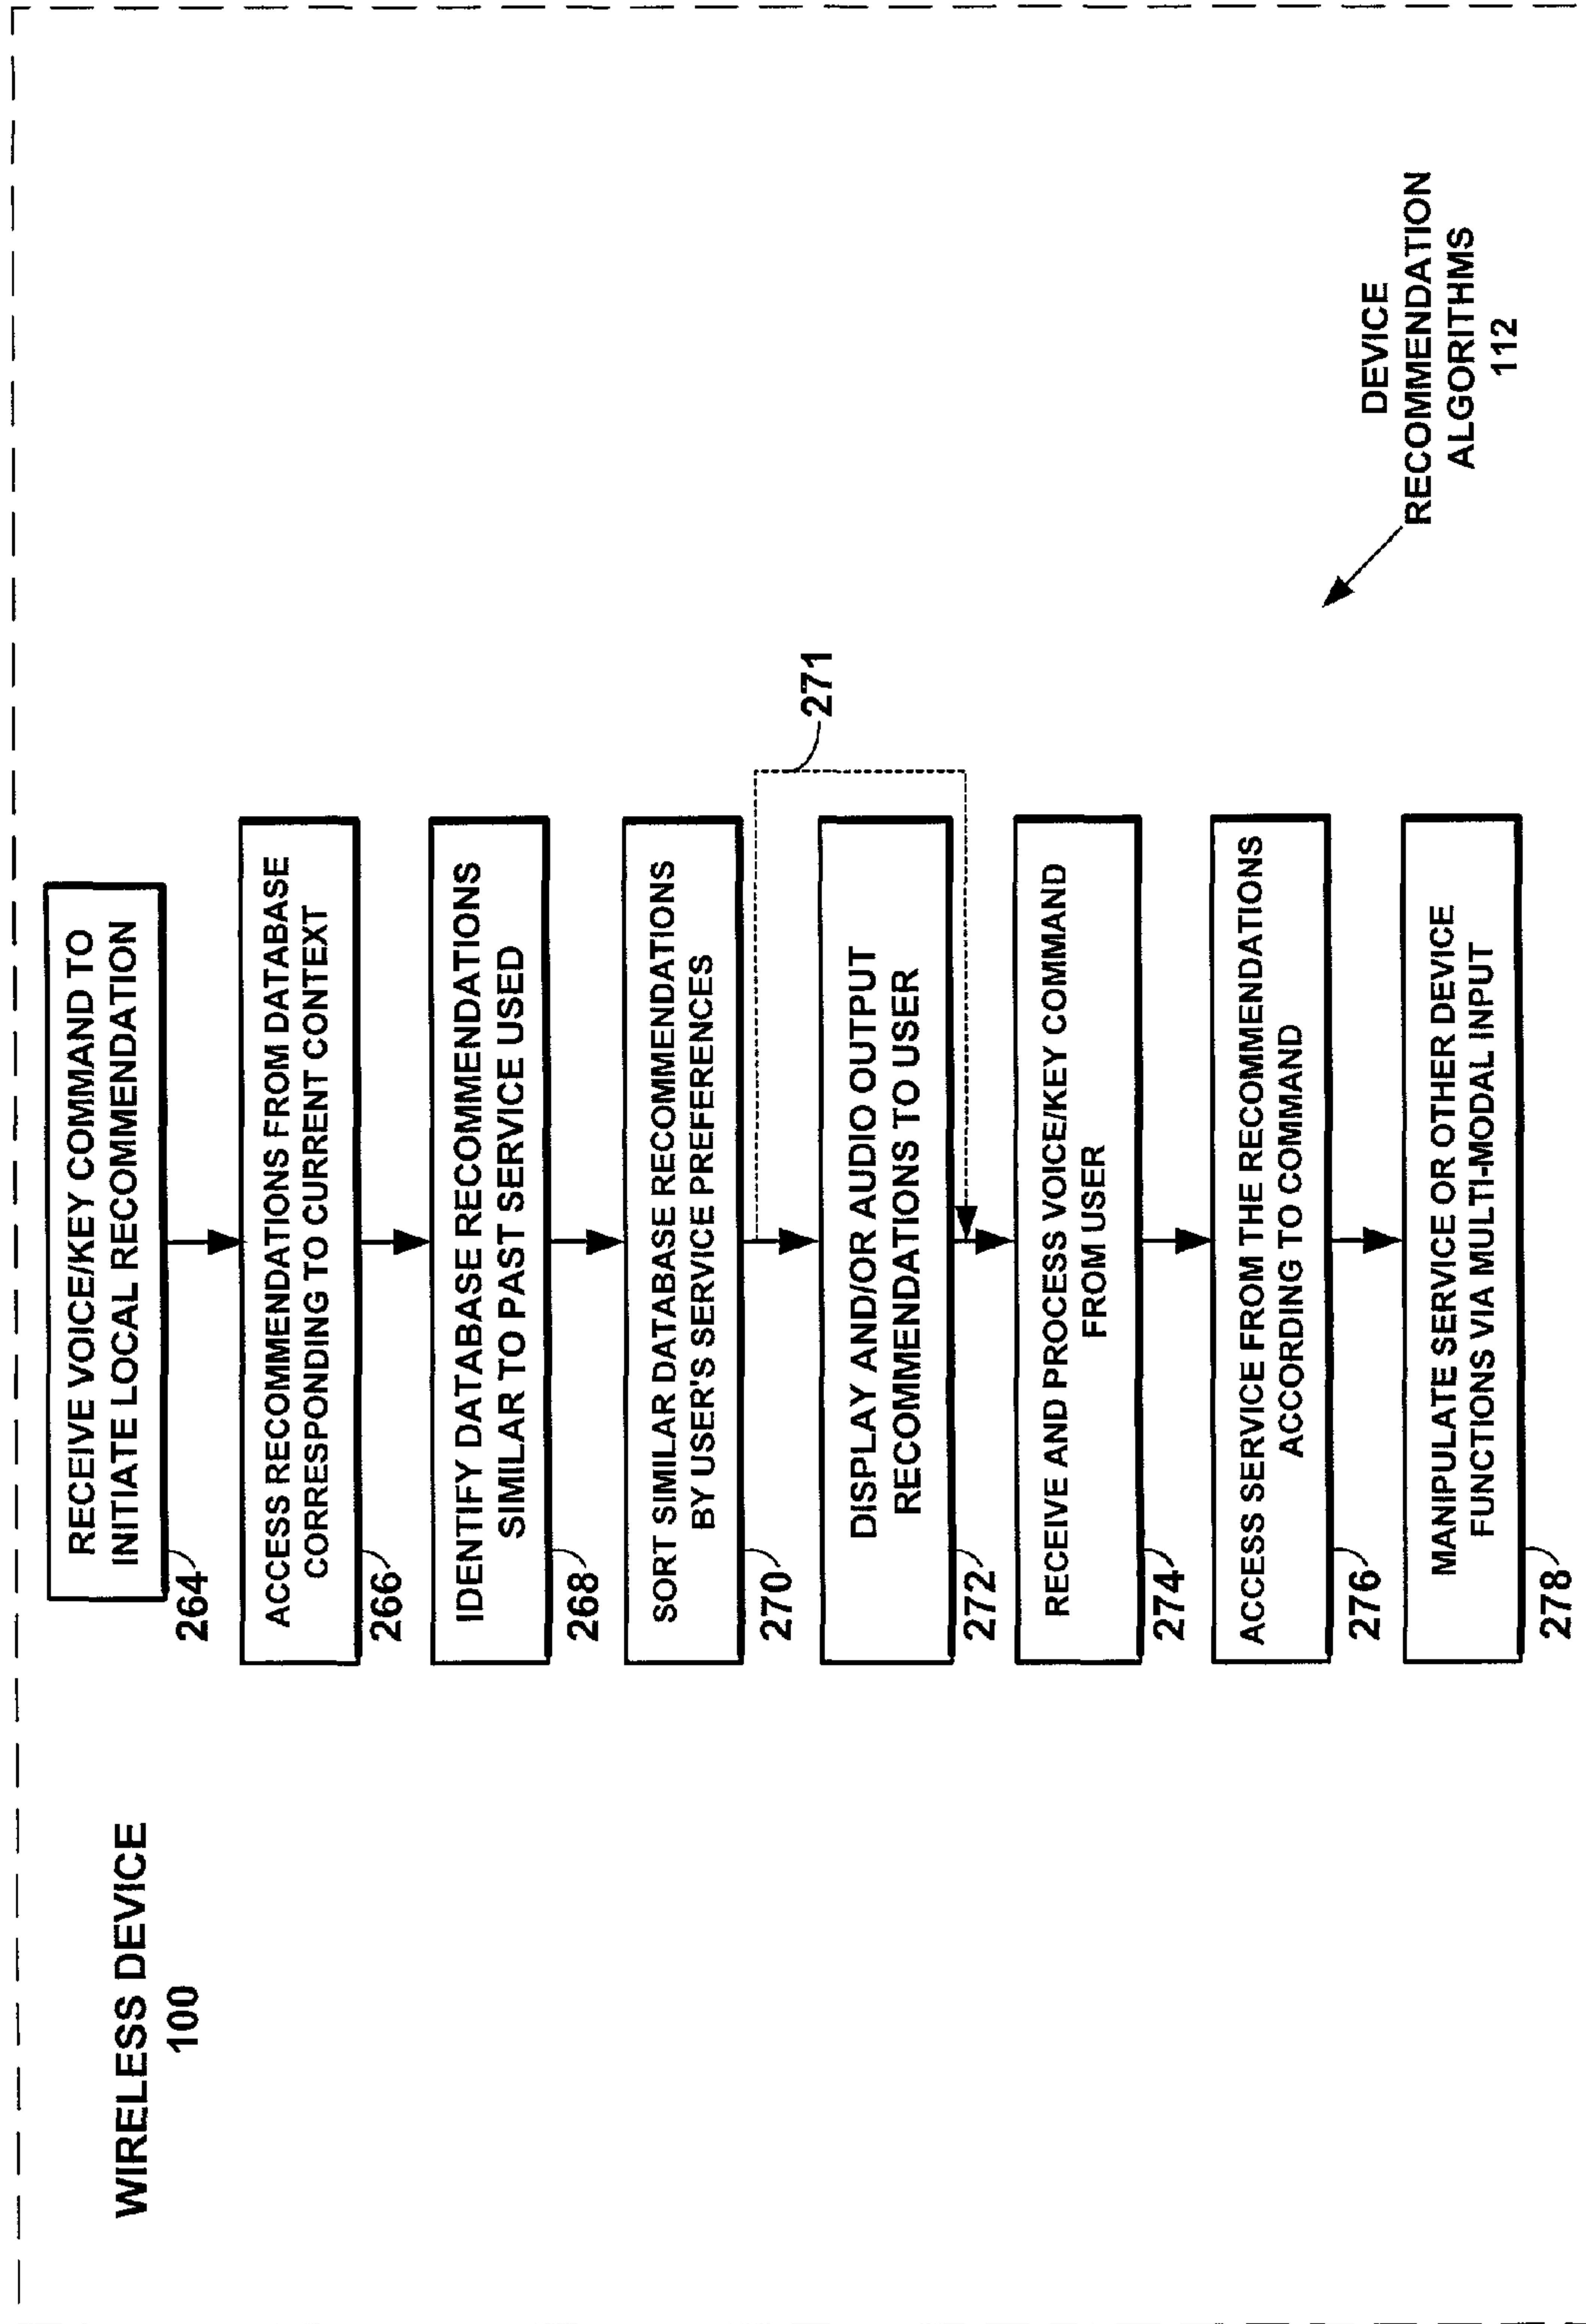 WIRELESS DEVICE
100
RECEIVE VOICE/KEY COMMAND TO
INITIATE LOCAL RECOMMENDATION
264
ACCESS RECOMMENDATIONS FROM DATABASE
CORRESPONDING TO CURRENT CONTEXT
266
IDENTIFY DATABASE RECOMMENDATIONS
SIMILAR TO PAST SERVICE USED
268
SORT SIMILAR DATABASE RECOMMENDATIONS
BY USER'S SERVICE PREFERENCES
270
271
DISPLAY AND/OR AUDIO OUTPUT
RECOMMENDATIONS TO USER
272
RECEIVE AND PROCESS VOICE/KEY COMMAND
FROM USER
274
ACCESS SERVICE FROM THE RECOMMENDATIONS
ACCORDING TO COMMAND
276
MANIPULATE SERVICE OR OTHER DEVICE
FUNCTIONS VIA MULTI-MODAL INPUT
278
DEVICE
RECOMMENDATION
ALGORITHMS
112